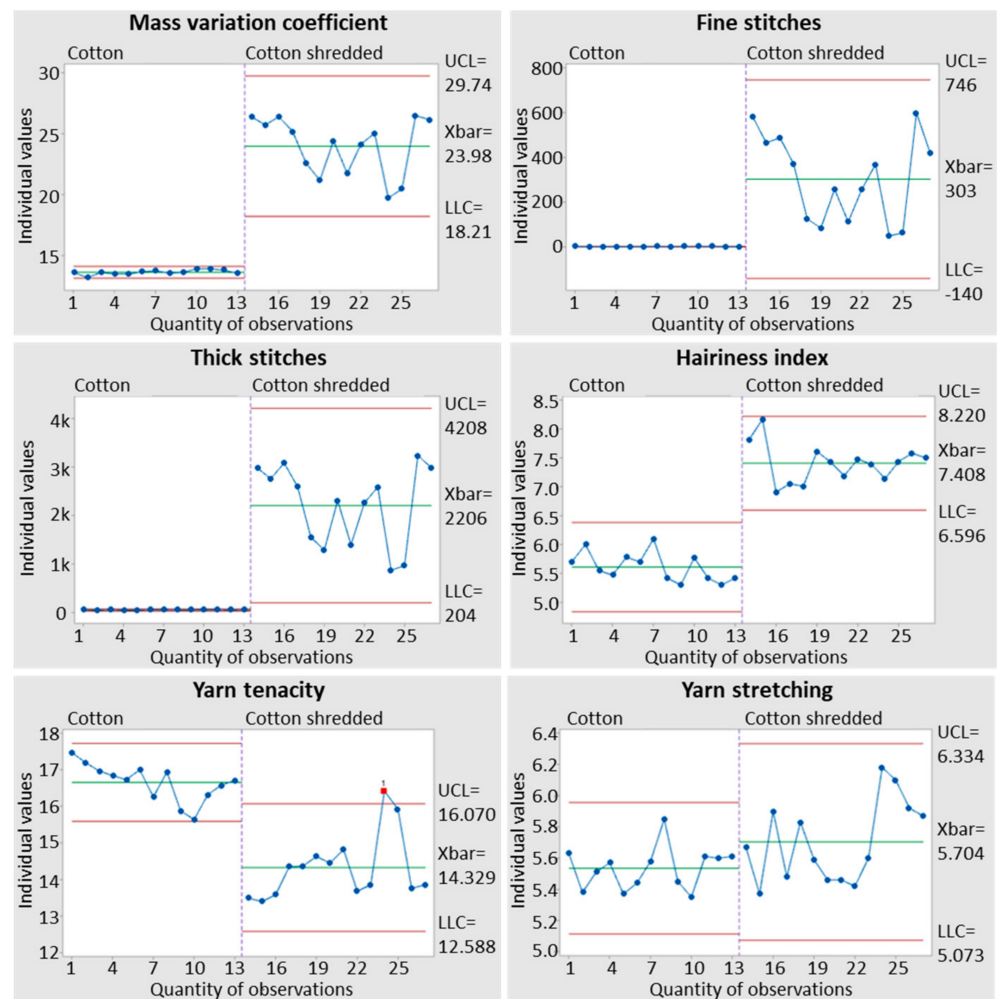 Mass variation coefficient
Cotton Cotton shredded
Individual values
30
25
20
15
UCL=
29.74
Xbar=
23.98
LLC=
18.21
1 4 7 10 13 16 19 22 25
Quantity of observations
Fine stitches
Cotton Cotton shredded
Individual values
800
600
400
200
0
UCL=
746
Xbar=
303
LLC=
-140
1 4 7 10 13 16 19 22 25
Quantity of observations
Thick stitches
Cotton Cotton shredded
Individual values
4k
3k
2k
1k
0
UCL=
4208
Xbar=
2206
LLC=
204
1 4 7 10 13 16 19 22 25
Quantity of observations
Hairiness index
Cotton Cotton shredded
Individual values
8.5
8.0
7.5
7.0
6.5
6.0
5.5
5.0
UCL=
8.220
Xbar=
7.408
LLC=
6.596
1 4 7 10 13 16 19 22 25
Quantity of observations
Yarn tenacity
Cotton Cotton shredded
Individual values
18
17
16
15
14
13
12
1
UCL=
16.070
Xbar=
14.329
LLC=
12.588
1 4 7 10 13 16 19 22 25
Quantity of observations
Yarn stretching
Cotton Cotton shredded
Individual values
6.4
6.2
6.0
5.8
5.6
5.4
5.2
5.0
UCL=
6.334
Xbar=
5.704
LLC=
5.073
1 4 7 10 13 16 19 22 25
Quantity of observations